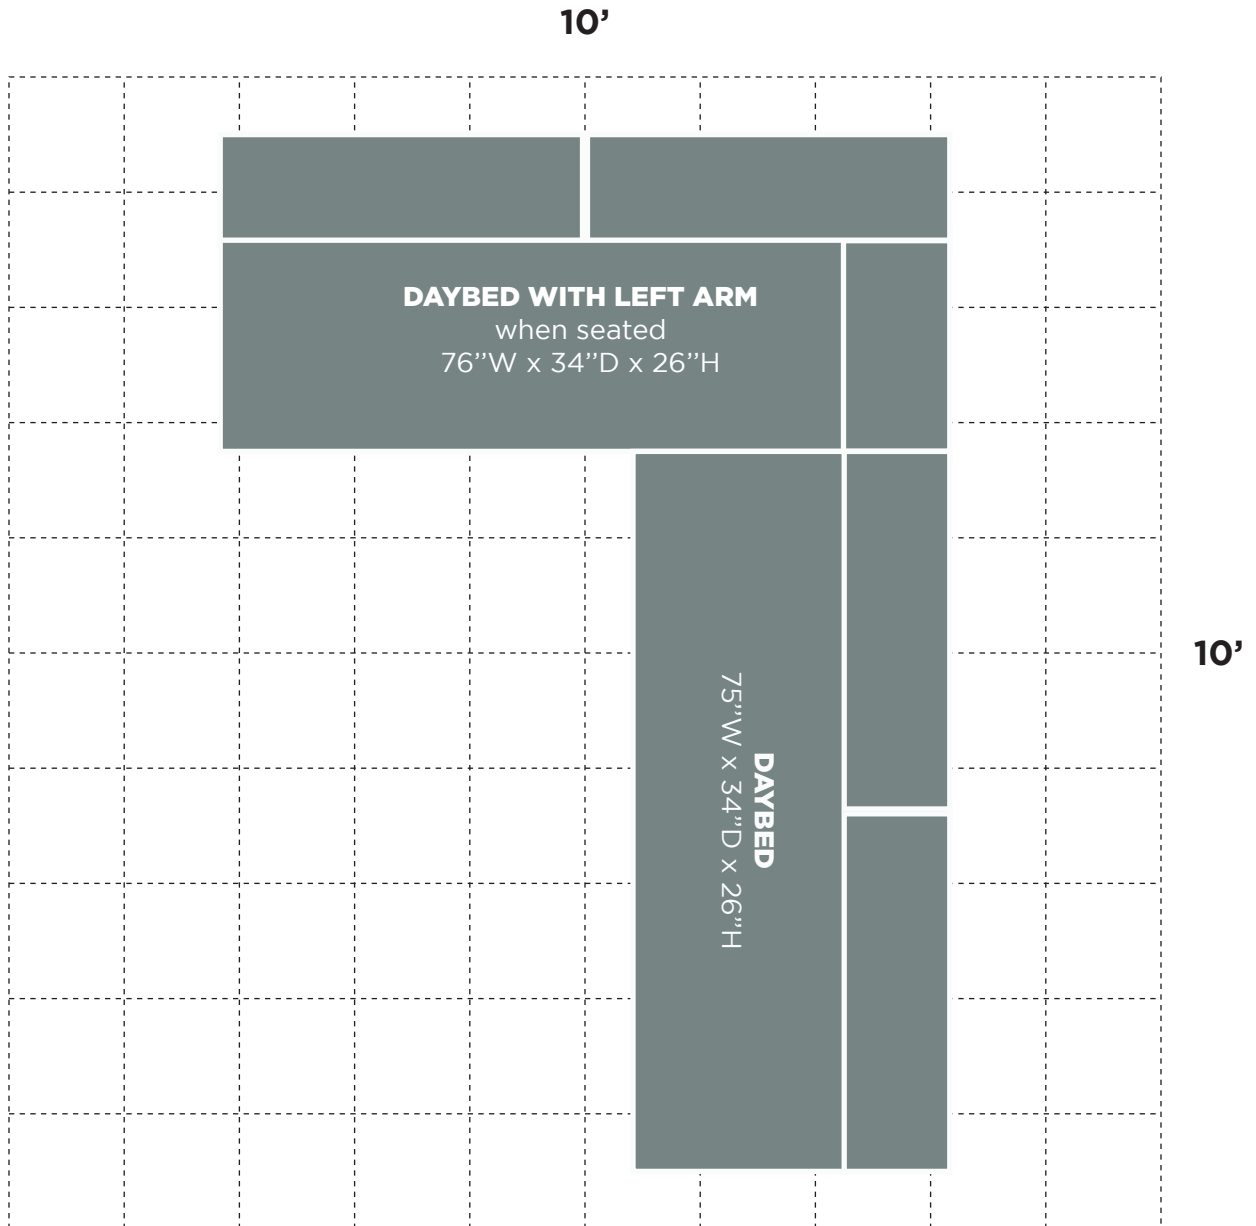 10’
DAYBED WITH LEFT ARM
when seated
76’’W x 34’’D x 26’’H
10’
DAYBED
75’’W x 34’’D x 26’’H